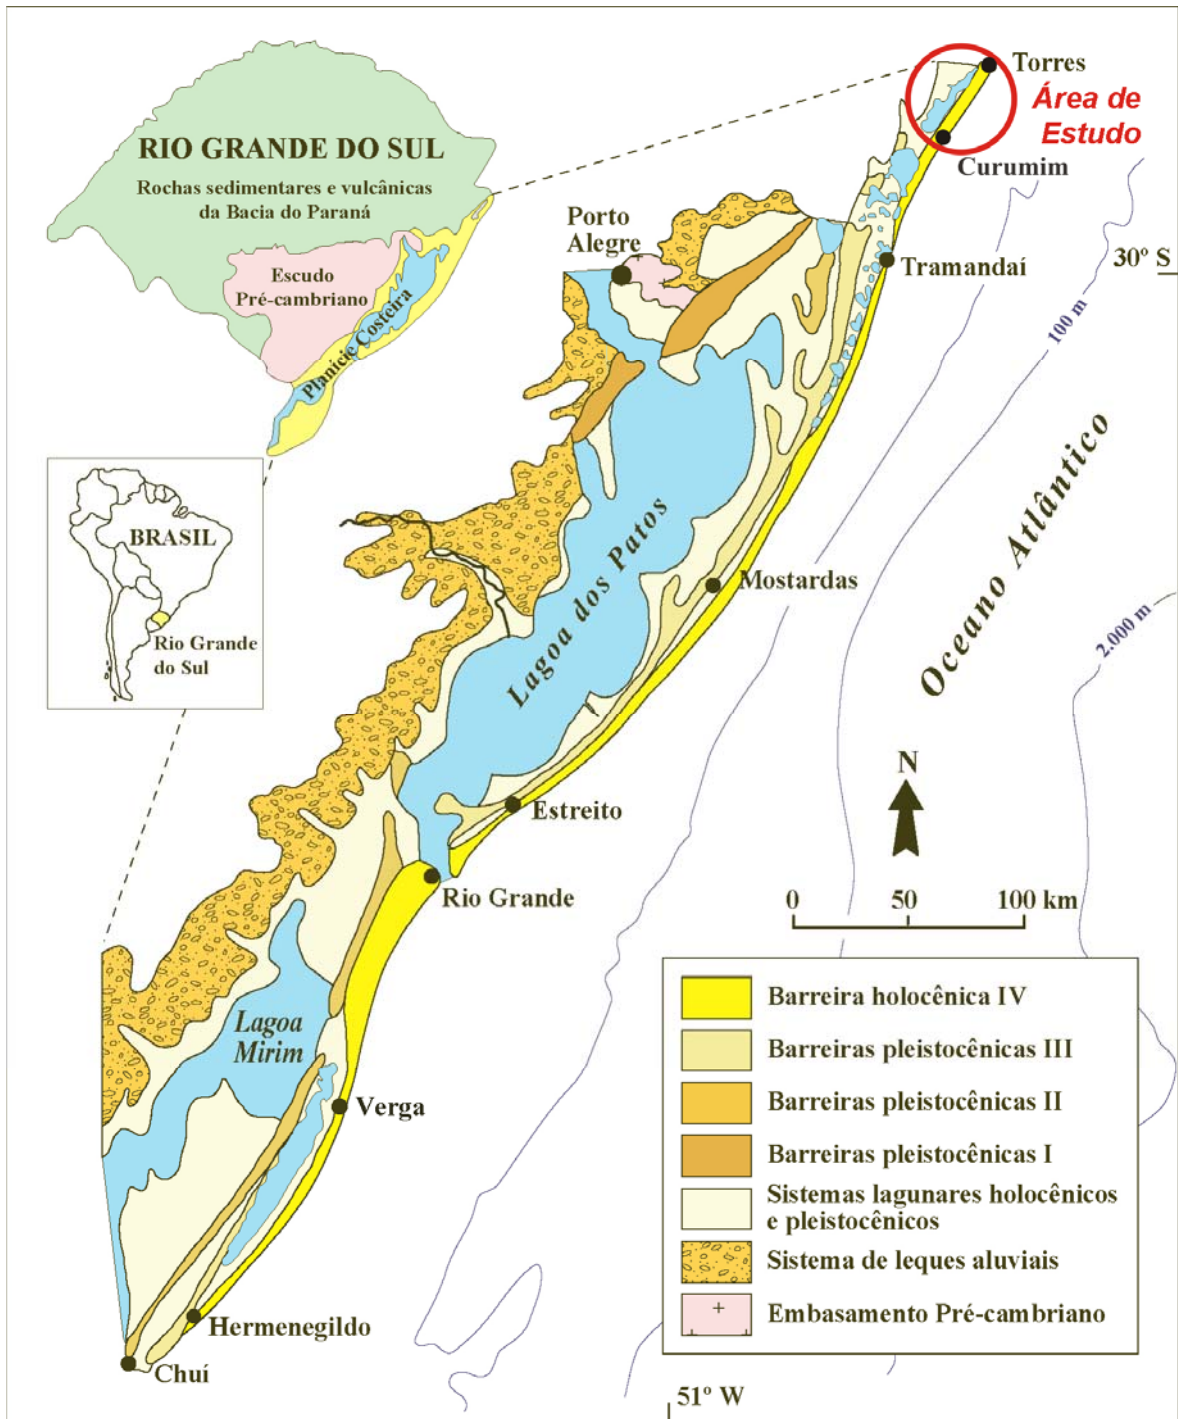 Torres
Área de
Estudo
Curumim
RIO GRANDE DO SUL
Rochas sedimentares e vulcânicas
da Bacia do Paraná
Escudo
Pré-cambriano
Planície Costeira
Porto
Alegre
Tramandaí
30º S
100 m
BRASIL
Rio Grande
do Sul
Lagoa dos Patos
Mostardas
Oceano Atlântico
2.000 m
N
Estreito
Rio Grande
0 50 100 km
Lagoa
Mirim
Verga
Hermenegildo
Chuí
Barreira holocênica IV
Barreiras pleistocênicas III
Barreiras pleistocênicas II
Barreiras pleistocênicas I
Sistemas lagunares holocênicos
e pleistocênicos
Sistema de leques aluviais
Embasamento Pré-cambriano
51º W